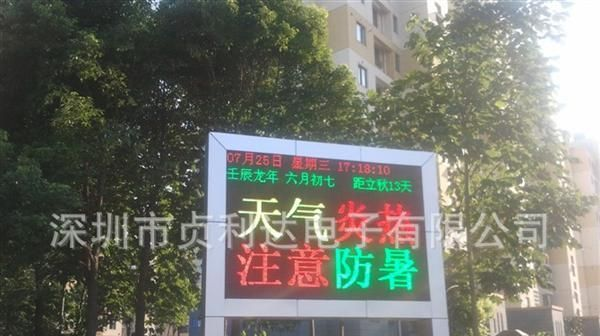 07月25日 星期三 17:18:10
壬辰龙年 六月初七 距立秋13天
天气炎热
注意防暑
深圳市贞利达电子有限公司